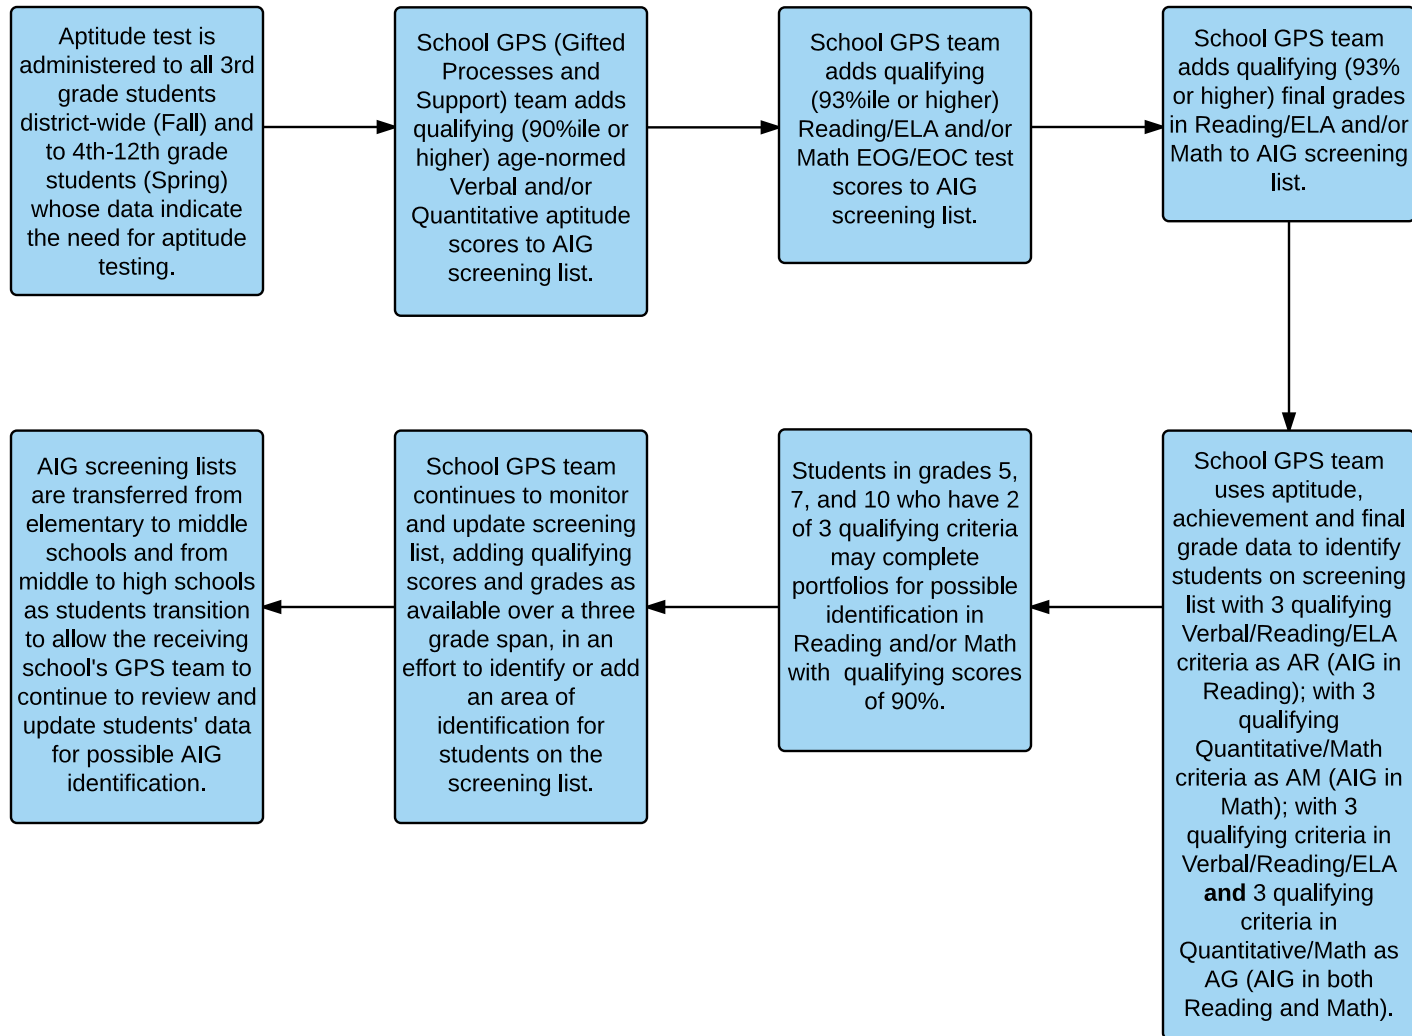 Aptitude test is
administered to all 3rd
grade students
district-wide (Fall) and
to 4th-12th grade
students (Spring)
whose data indicate
the need for aptitude
testing.
School GPS (Gifted
Processes and
Support) team adds
qualifying (90%ile or
higher) age-normed
Verbal and/or
Quantitative aptitude
scores to AIG
screening list.
School GPS team
adds qualifying
(93%ile or higher)
Reading/ELA and/or
Math EOG/EOC test
scores to AIG
screening list.
School GPS team
adds qualifying (93%
or higher) final grades
in Reading/ELA and/or
Math to AIG screening
list.
School GPS team
uses aptitude,
achievement and final
grade data to identify
students on screening
list with 3 qualifying
Verbal/Reading/ELA
criteria as AR (AIG in
Reading); with 3
qualifying
Quantitative/Math
criteria as AM (AIG in
Math); with 3
qualifying criteria in
Verbal/Reading/ELA
and 3 qualifying
criteria in
Quantitative/Math as
AG (AIG in both
Reading and Math).
Students in grades 5,
7, and 10 who have 2
of 3 qualifying criteria
may complete
portfolios for possible
identification in
Reading and/or Math
with qualifying scores
of 90%.
School GPS team
continues to monitor
and update screening
list, adding qualifying
scores and grades as
available over a three
grade span, in an
effort to identify or add
an area of
identification for
students on the
screening list.
AIG screening lists
are transferred from
elementary to middle
schools and from
middle to high schools
as students transition
to allow the receiving
school's GPS team to
continue to review and
update students' data
for possible AIG
identification.